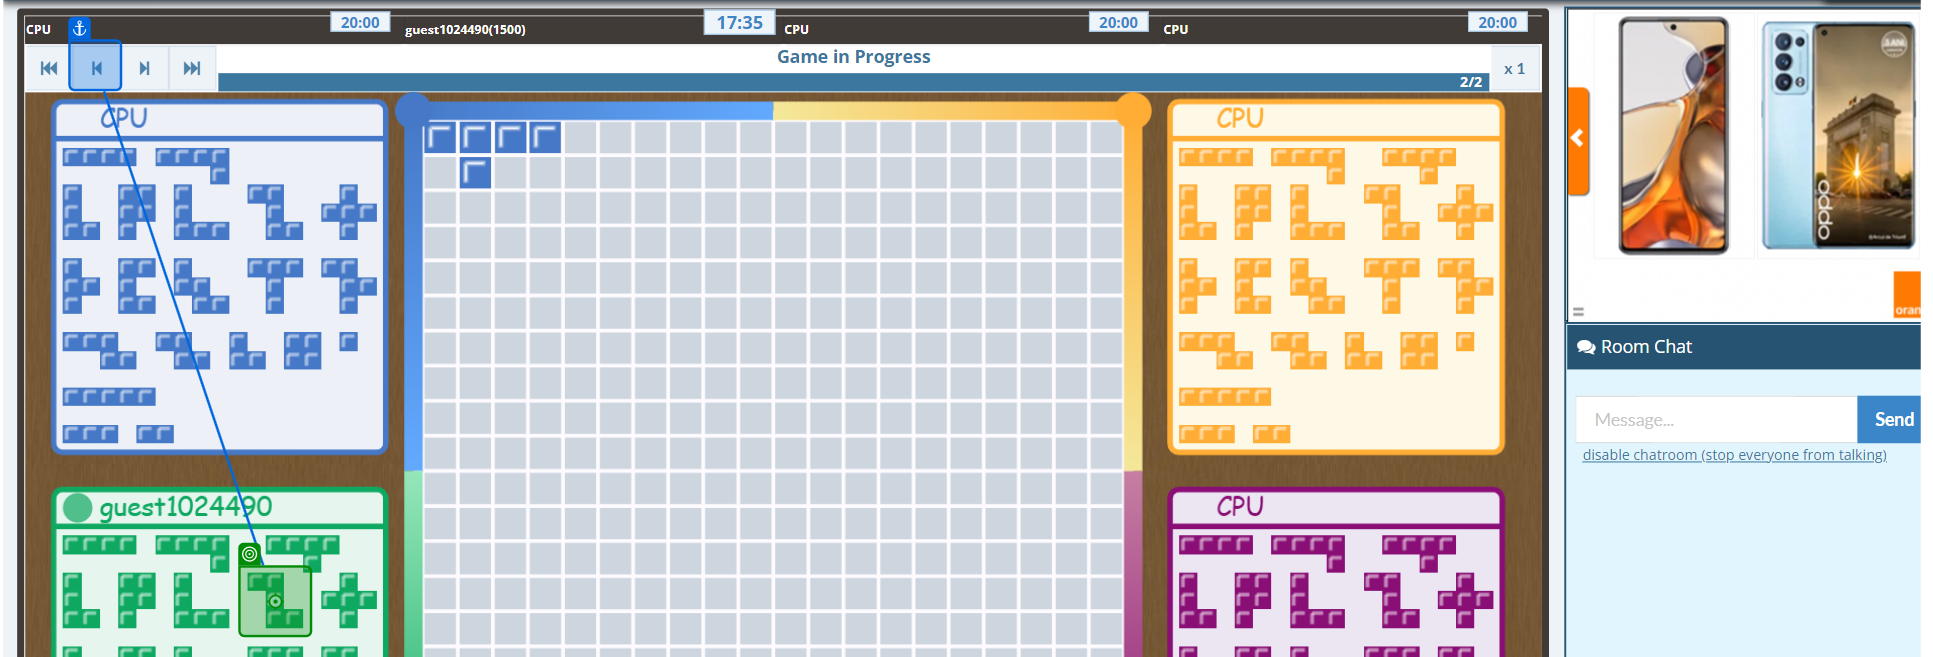 CPU
20:00
guest1024490(1500)
17:35
CPU
20:00
CPU
20:00
Game in Progress
x 1
2/2
CPU
CPU
guest1024490
CPU
oppo
Room Chat
Message...
Send
disable chatroom (stop everyone from talking)